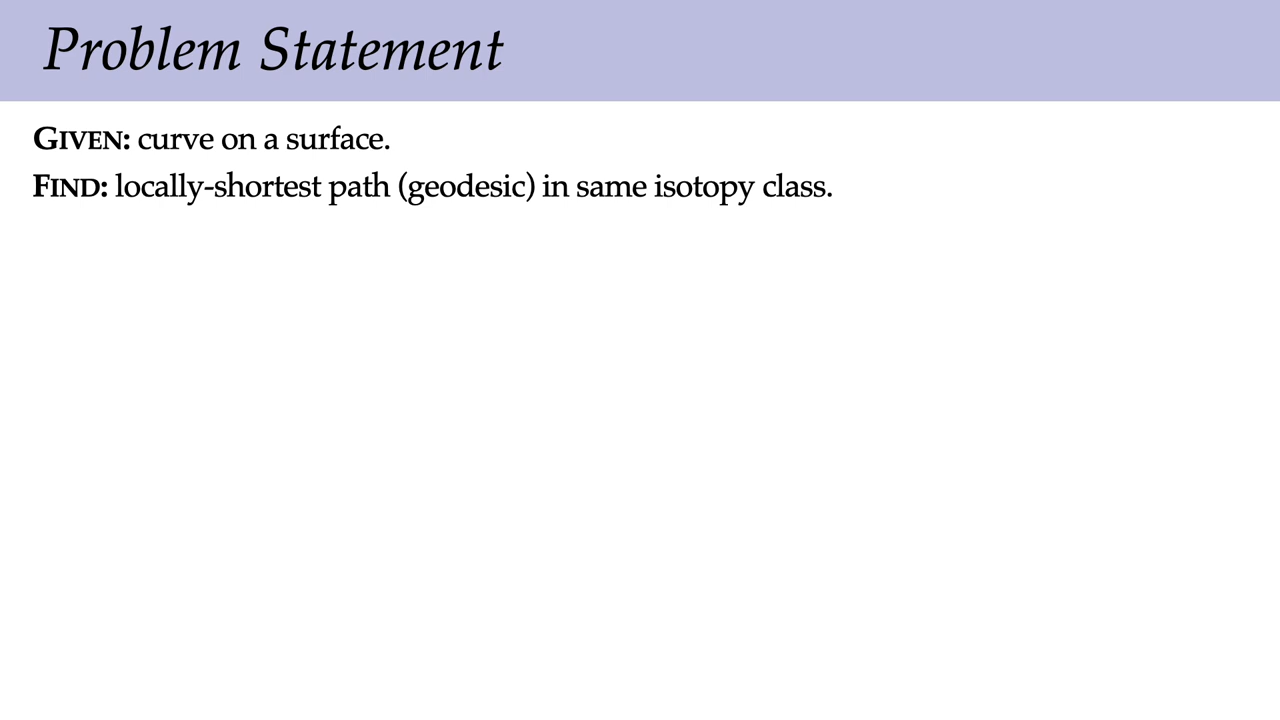 Problem Statement
GIVEN: curve on a surface.
FIND: locally-shortest path (geodesic) in same isotopy class.